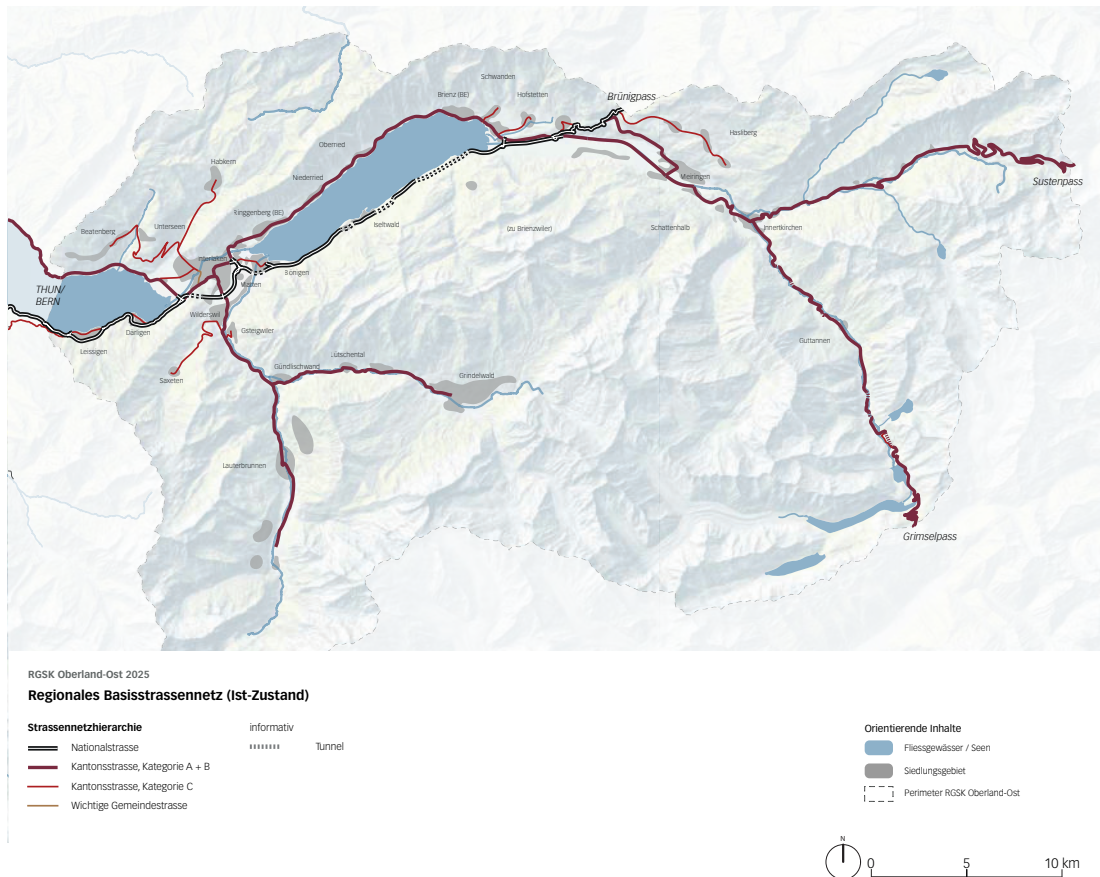 Schwanden
Brienz (BE)
Hofstetten
Brünigpass
Hasliberg
Oberried
Habkern
Meiringen
Niederried
Sustenpass
Ringgenberg (BE)
Beatenberg
Unterseen
Iseltwald
(zu Brienzwiler)
Schattenhalb
Innertkirchen
Interlaken
Bönigen
Matten
THUN/
BERN
Wilderswil
Därligen
Gsteigwiler
Guttannen
Leissigen
Lütschental
Gündlischwand
Saxeten
Grindelwald
Lauterbrunnen
Grimselpass
RGSK Oberland-Ost 2025
Regionales Basisstrassennetz (Ist-Zustand)
Strassennetzhierarchie
Nationalstrasse
Kantonsstrasse, Kategorie A + B
Kantonsstrasse, Kategorie C
Wichtige Gemeindestrasse
informativ
Tunnel
Orientierende Inhalte
Fliessgewässer / Seen
Siedlungsgebiet
Perimeter RGSK Oberland-Ost
N
0 5 10 km